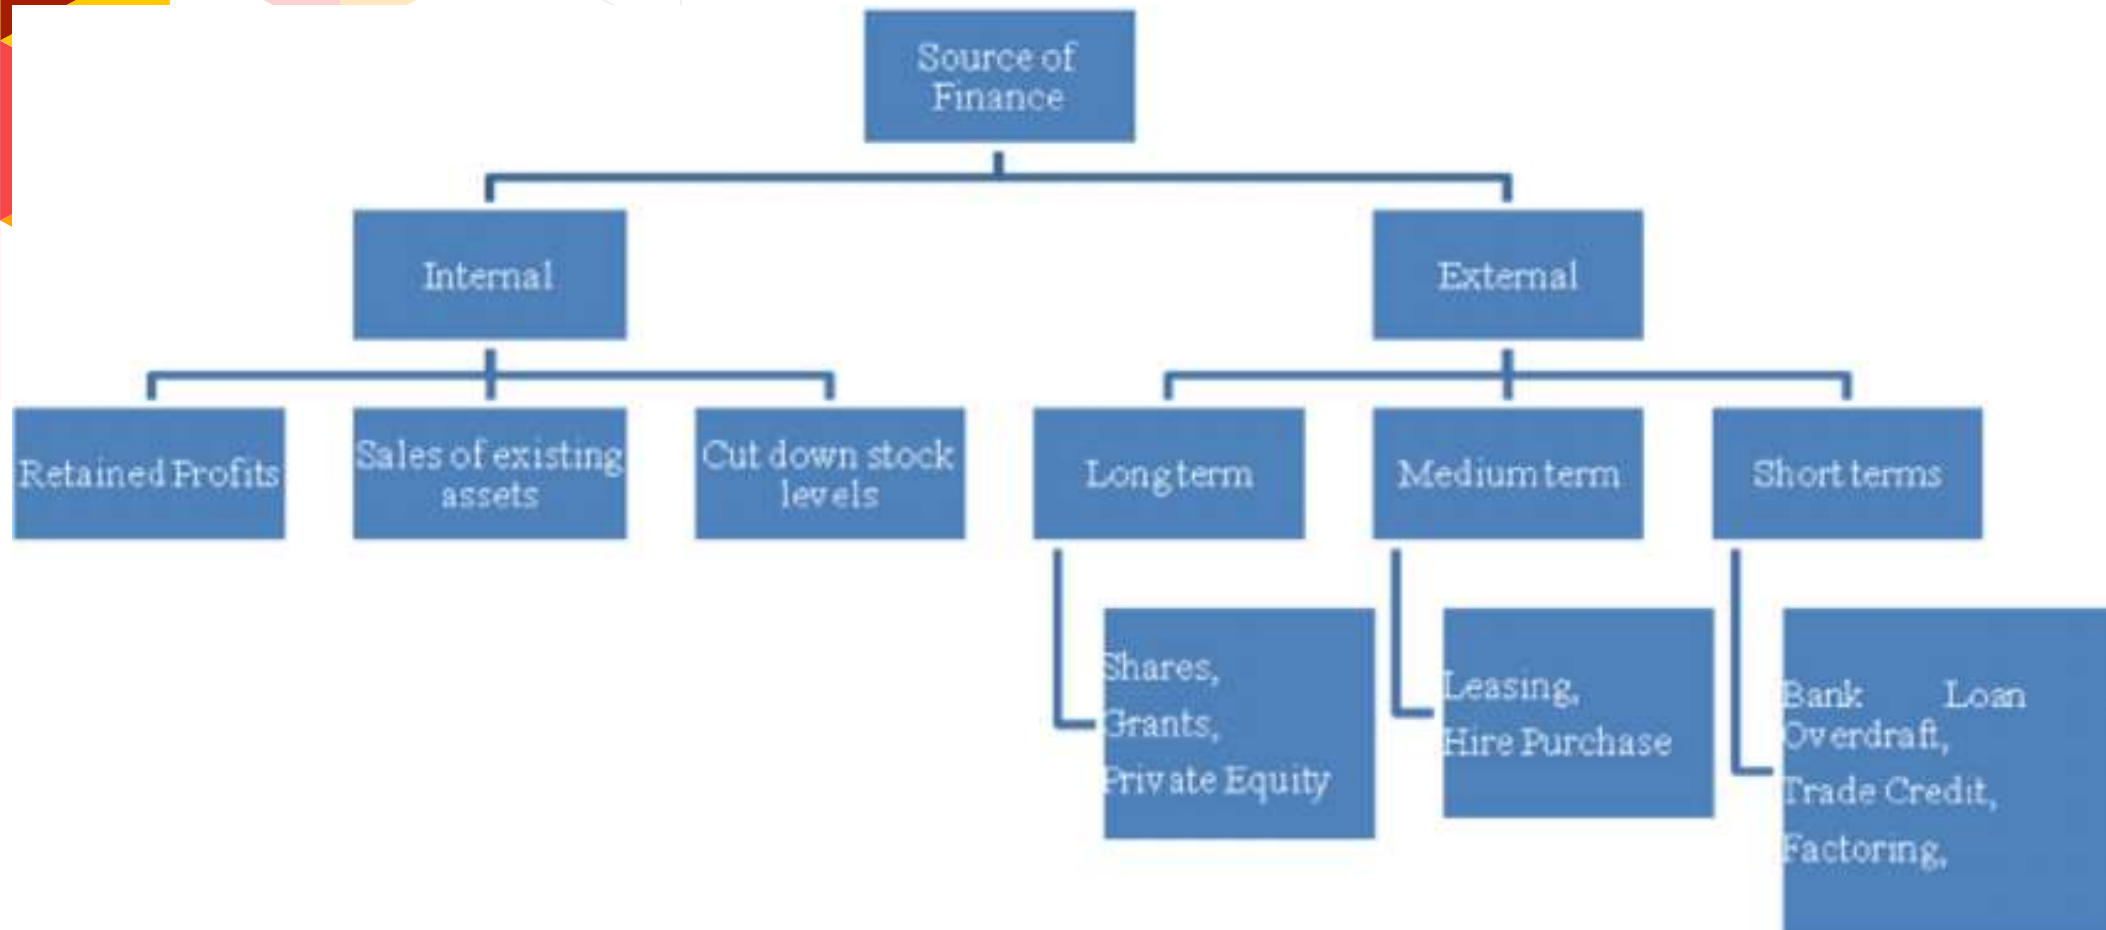 Source of
Finance
Internal
External
Retained Profits
Sales of existing
assets
Cut down stock
levels
Long term
Medium term
Short terms
Shares,
Grants,
Private Equity
Leasing,
Hire Purchase
Bank Loan
Overdraft,
Trade Credit,
Factoring,